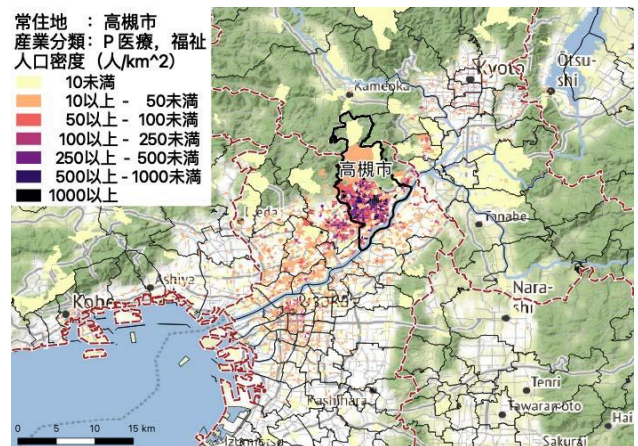 常住地　：高槻市
産業分類：P 医療，福祉
人口密度（人/km^2）
10未満
10以上 - 50未満
50以上 - 100未満
100以上 - 250未満
250以上 - 500未満
500以上 - 1000未満
1000以上
Kyoto
Ōtsu-
shi
Kameoka
高槻市
Tanabe
Ashiya
Kobe
Nara-
shi
Tenri
Tawaramoto
Sakurai
0 5 10 15 km